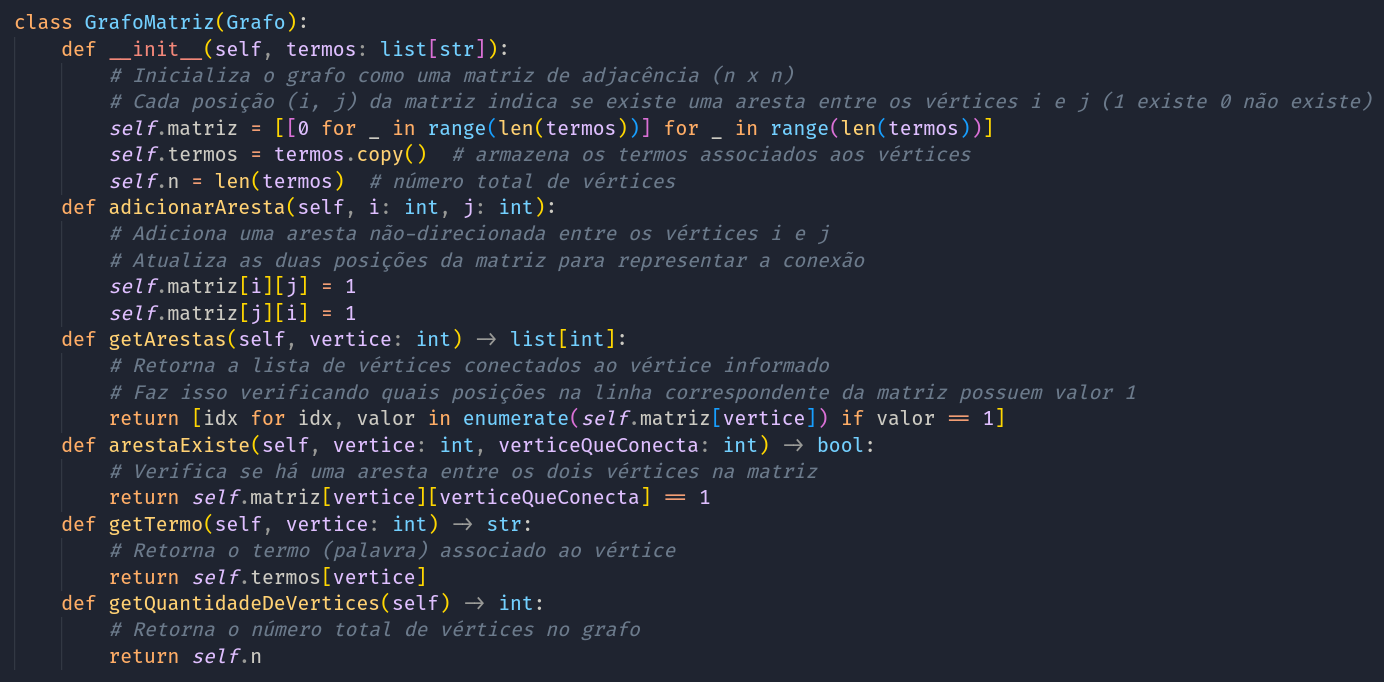 class GrafoMatriz(Grafo):
    def __init__(self, termos: list[str]):
        # Inicializa o grafo como uma matriz de adjacência (n x n)
        # Cada posição (i, j) da matriz indica se existe uma aresta entre os vértices i e j (1 existe 0 não existe)
        self.matriz = [[0 for _ in range(len(termos))] for _ in range(len(termos))]
        self.termos = termos.copy()  # armazena os termos associados aos vértices
        self.n = len(termos)  # número total de vértices
    def adicionarAresta(self, i: int, j: int):
        # Adiciona uma aresta não-direcionada entre os vértices i e j
        # Atualiza as duas posições da matriz para representar a conexão
        self.matriz[i][j] = 1
        self.matriz[j][i] = 1
    def getArestas(self, vertice: int) -> list[int]:
        # Retorna a lista de vértices conectados ao vértice informado
        # Faz isso verificando quais posições na linha correspondente da matriz possuem valor 1
        return [idx for idx, valor in enumerate(self.matriz[vertice]) if valor == 1]
    def arestaExiste(self, vertice: int, verticeQueConecta: int) -> bool:
        # Verifica se há uma aresta entre os dois vértices na matriz
        return self.matriz[vertice][verticeQueConecta] == 1
    def getTermo(self, vertice: int) -> str:
        # Retorna o termo (palavra) associado ao vértice
        return self.termos[vertice]
    def getQuantidadeDeVertices(self) -> int:
        # Retorna o número total de vértices no grafo
        return self.n